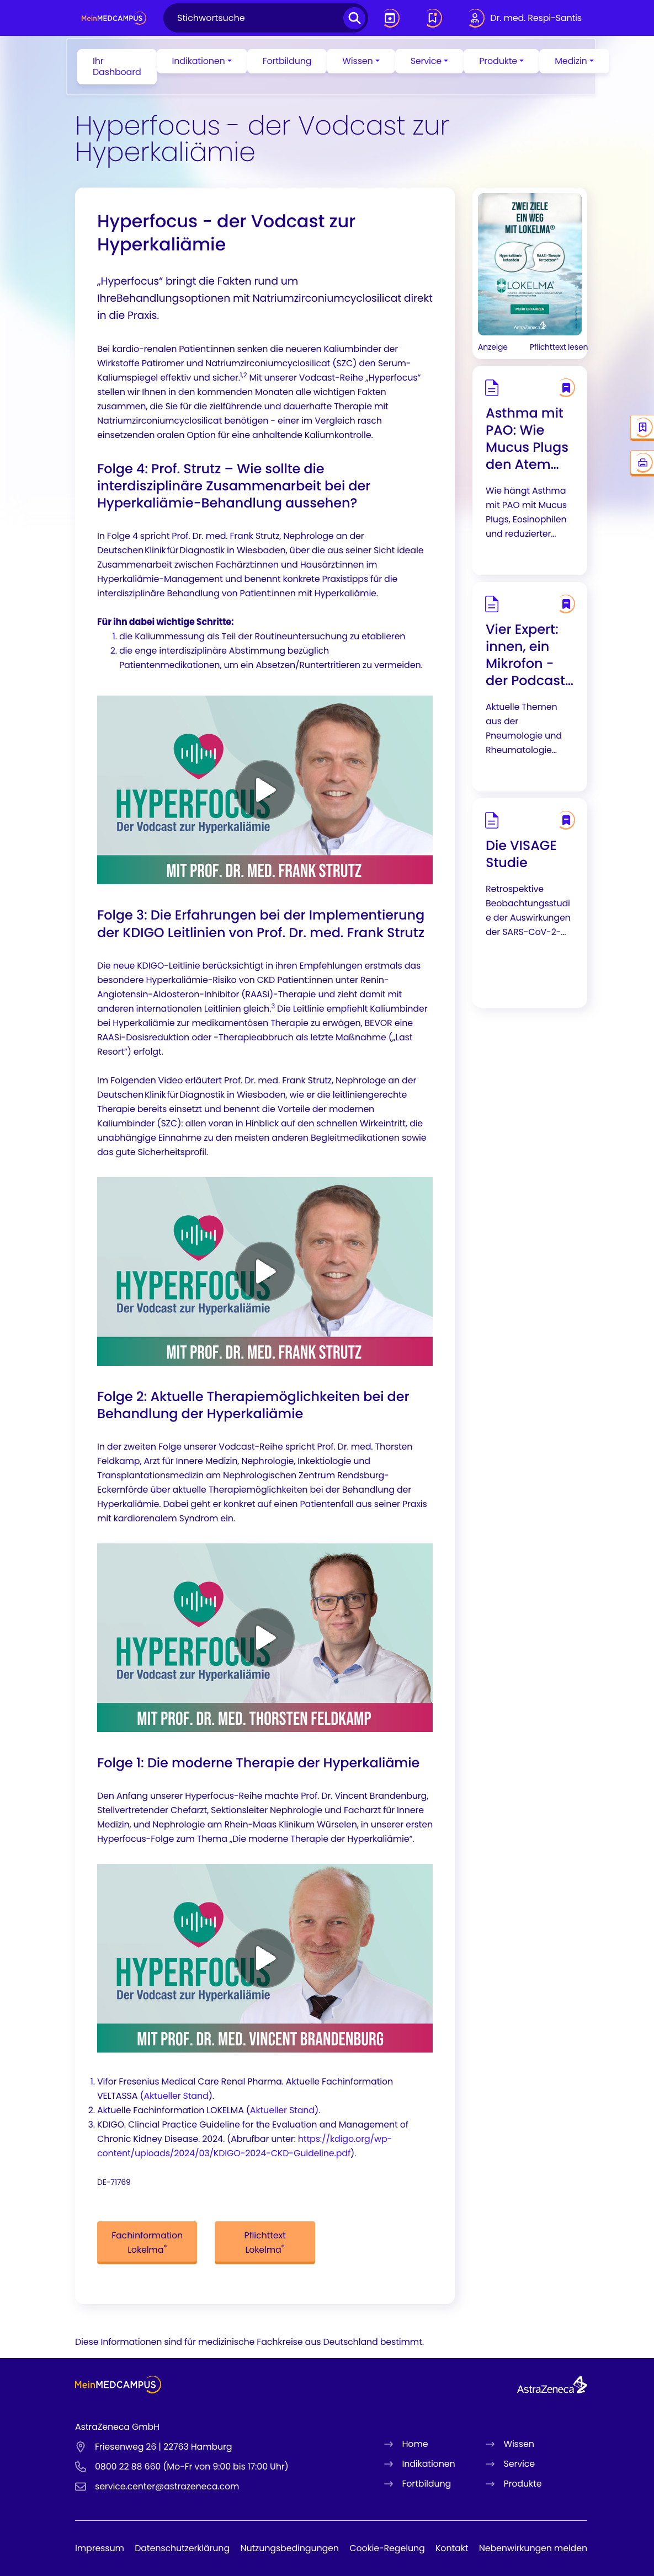 MeinMEDCAMPUS
Stichwortsuche
Dr. med. Respi-Santis
Ihr
Dashboard
Indikationen
Fortbildung
Wissen
Service
Produkte
Medizin
Hyperfocus - der Vodcast zur
Hyperkaliämie
Hyperfocus - der Vodcast zur
Hyperkaliämie
„Hyperfocus“ bringt die Fakten rund um
IhreBehandlungsoptionen mit Natriumzirconiumcyclosilicat direkt
in die Praxis.
Bei kardio-renalen Patient:innen senken die neueren Kaliumbinder der
Wirkstoffe Patiromer und Natriumzirconiumcyclosilicat (SZC) den Serum-
Kaliumspiegel effektiv und sicher.1,2 Mit unserer Vodcast-Reihe „Hyperfocus“
stellen wir Ihnen in den kommenden Monaten alle wichtigen Fakten
zusammen, die Sie für die zielführende und dauerhafte Therapie mit
Natriumzirconiumcyclosilicat benötigen - einer im Vergleich rasch
einsetzenden oralen Option für eine anhaltende Kaliumkontrolle.
Folge 4: Prof. Strutz – Wie sollte die
interdisziplinäre Zusammenarbeit bei der
Hyperkaliämie-Behandlung aussehen?
In Folge 4 spricht Prof. Dr. med. Frank Strutz, Nephrologe an der
Deutschen Klinik für Diagnostik in Wiesbaden, über die aus seiner Sicht ideale
Zusammenarbeit zwischen Fachärzt:innen und Hausärzt:innen im
Hyperkaliämie-Management und benennt konkrete Praxistipps für die
interdisziplinäre Behandlung von Patient:innen mit Hyperkaliämie.
Für ihn dabei wichtige Schritte:
1. die Kaliummessung als Teil der Routineuntersuchung zu etablieren
2. die enge interdisziplinäre Abstimmung bezüglich
Patientenmedikationen, um ein Absetzen/Runtertritieren zu vermeiden.
HYPERFOCUS
Der Vodcast zur Hyperkaliämie
MIT PROF. DR. MED. FRANK STRUTZ
Folge 3: Die Erfahrungen bei der Implementierung
der KDIGO Leitlinien von Prof. Dr. med. Frank Strutz
Die neue KDIGO-Leitlinie berücksichtigt in ihren Empfehlungen erstmals das
besondere Hyperkaliämie-Risiko von CKD Patient:innen unter Renin-
Angiotensin-Aldosteron-Inhibitor (RAASi)-Therapie und zieht damit mit
anderen internationalen Leitlinien gleich.3 Die Leitlinie empfiehlt Kaliumbinder
bei Hyperkaliämie zur medikamentösen Therapie zu erwägen, BEVOR eine
RAASi-Dosisreduktion oder -Therapieabbruch als letzte Maßnahme („Last
Resort“) erfolgt.
Im Folgenden Video erläutert Prof. Dr. med. Frank Strutz, Nephrologe an der
Deutschen Klinik für Diagnostik in Wiesbaden, wie er die leitliniengerechte
Therapie bereits einsetzt und benennt die Vorteile der modernen
Kaliumbinder (SZC): allen voran in Hinblick auf den schnellen Wirkeintritt, die
unabhängige Einnahme zu den meisten anderen Begleitmedikationen sowie
das gute Sicherheitsprofil.
HYPERFOCUS
Der Vodcast zur Hyperkaliämie
MIT PROF. DR. MED. FRANK STRUTZ
Folge 2: Aktuelle Therapiemöglichkeiten bei der
Behandlung der Hyperkaliämie
In der zweiten Folge unserer Vodcast-Reihe spricht Prof. Dr. med. Thorsten
Feldkamp, Arzt für Innere Medizin, Nephrologie, Infektiologie und
Transplantationsmedizin am Nephrologischen Zentrum Rendsburg-
Eckernförde über aktuelle Therapiemöglichkeiten bei der Behandlung der
Hyperkaliämie. Dabei geht er konkret auf einen Patientenfall aus seiner Praxis
mit kardiorenalem Syndrom ein.
HYPERFOCUS
Der Vodcast zur Hyperkaliämie
MIT PROF. DR. MED. THORSTEN FELDKAMP
Folge 1: Die moderne Therapie der Hyperkaliämie
Den Anfang unserer Hyperfocus-Reihe machte Prof. Dr. Vincent Brandenburg,
Stellvertretender Chefarzt, Sektionsleiter Nephrologie und Facharzt für Innere
Medizin, und Nephrologie am Rhein-Maas Klinikum Würselen, in unserer ersten
Hyperfocus-Folge zum Thema „Die moderne Therapie der Hyperkaliämie“.
HYPERFOCUS
Der Vodcast zur Hyperkaliämie
MIT PROF. DR. MED. VINCENT BRANDENBURG
1. Vifor Fresenius Medical Care Renal Pharma. Aktuelle Fachinformation
VELTASSA (Aktueller Stand).
2. Aktuelle Fachinformation LOKELMA (Aktueller Stand).
3. KDIGO. Clincial Practice Guideline for the Evaluation and Management of
Chronic Kidney Disease. 2024. (Abrufbar unter: https://kdigo.org/wp-
content/uploads/2024/03/KDIGO-2024-CKD-Guideline.pdf).
DE-71769
Fachinformation
Lokelma®
Pflichttext
Lokelma®
ZWEI ZIELE
EIN WEG
MIT LOKELMA®
Hyperkaliämie
behandeln
RAASi-Therapie
fortsetzen
LOKELMA
MEHR ERFAHREN
AstraZeneca
Anzeige
Pflichttext lesen
Asthma mit
PAO: Wie
Mucus Plugs
den Atem...
Wie hängt Asthma
mit PAO mit Mucus
Plugs, Eosinophilen
und reduzierter...
Vier Expert:
innen, ein
Mikrofon -
der Podcast...
Aktuelle Themen
aus der
Pneumologie und
Rheumatologie...
Die VISAGE
Studie
Retrospektive
Beobachtungsstudi
e der Auswirkungen
der SARS-CoV-2-...
Diese Informationen sind für medizinische Fachkreise aus Deutschland bestimmt.
MeinMEDCAMPUS
AstraZeneca
AstraZeneca GmbH
Friesenweg 26 | 22763 Hamburg
0800 22 88 660 (Mo-Fr von 9:00 bis 17:00 Uhr)
service.center@astrazeneca.com
Home
Indikationen
Fortbildung
Wissen
Service
Produkte
Impressum
Datenschutzerklärung
Nutzungsbedingungen
Cookie-Regelung
Kontakt
Nebenwirkungen melden